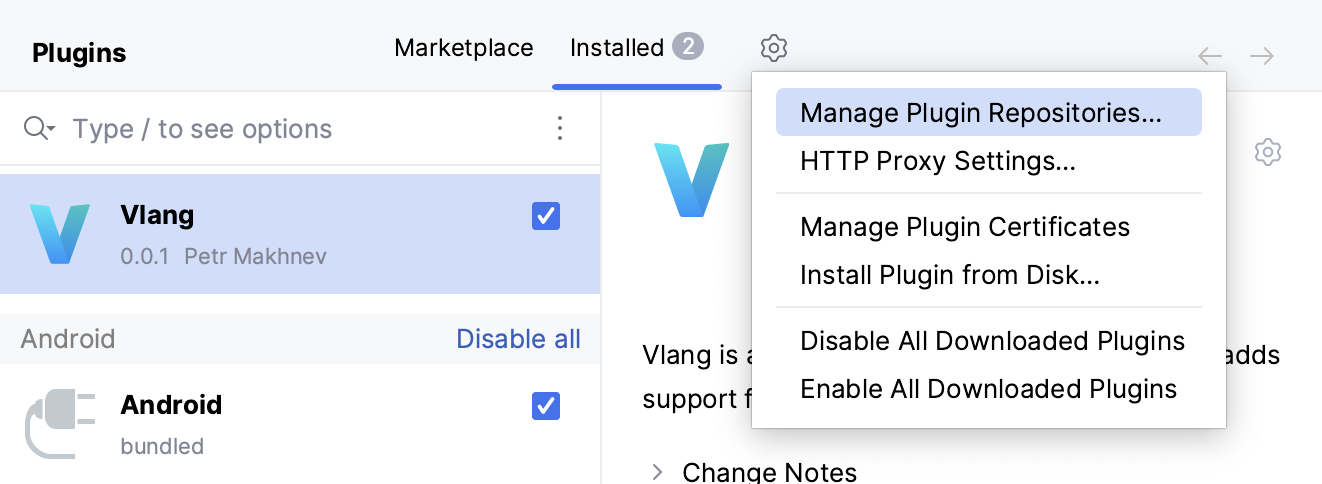 Plugins
Marketplace
Installed 2
Type / to see options
Vlang
0.0.1 Petr Makhnev
Android
Disable all
Android
bundled
Manage Plugin Repositories...
HTTP Proxy Settings...
Manage Plugin Certificates
Install Plugin from Disk...
Disable All Downloaded Plugins
Enable All Downloaded Plugins
Vlang is adds
support
Change Notes